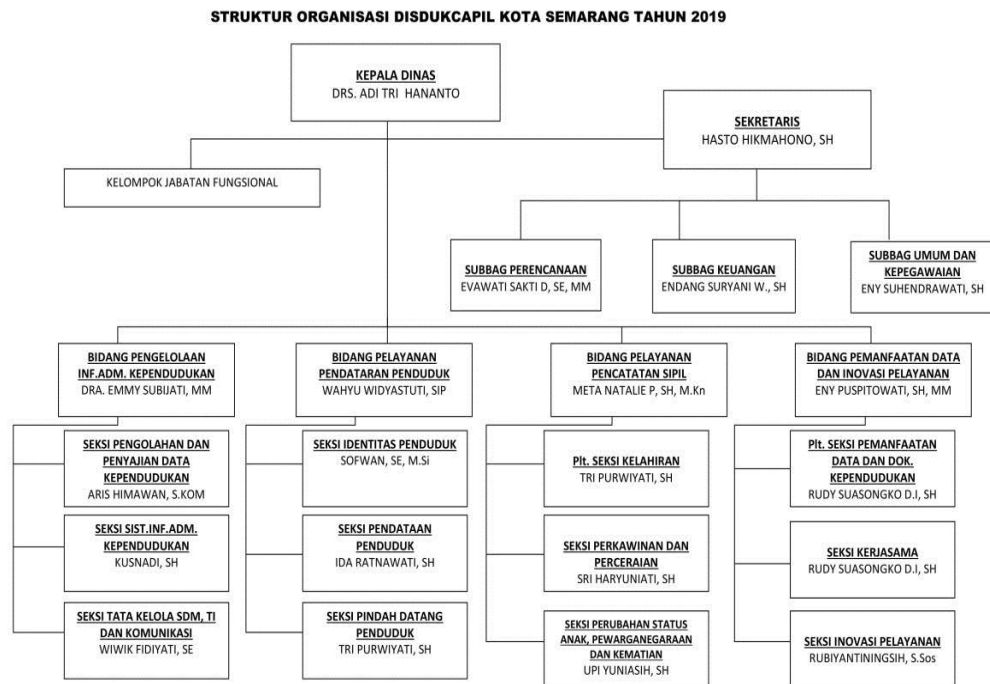 STRUKTUR ORGANISASI DISDUKCAPIL KOTA SEMARANG TAHUN 2019
KEPALA DINAS
DRS. ADI TRI HANANTO
SEKRETARIS
HASTO HIKMAHONO, SH
KELOMPOK JABATAN FUNGSIONAL
SUBBAG PERENCANAAN
EVAWATI SAKTI D, SE, MM
SUBBAG KEUANGAN
ENDANG SURYANI W., SH
SUBBAG UMUM DAN
KEPEGAWAIAN
ENY SUHENDRAWATI, SH
BIDANG PENGELOLAAN
INF.ADM. KEPENDUDUKAN
DRA. EMMY SUBIJATI, MM
BIDANG PELAYANAN
PENDATARAN PENDUDUK
WAHYU WIDYASTUTI, SIP
BIDANG PELAYANAN
PENCATATAN SIPIL
META NATALIE P, SH, M.Kn
BIDANG PEMANFAATAN DATA
DAN INOVASI PELAYANAN
ENY PUSPITOWATI, SH, MM
SEKSI PENGOLAHAN DAN
PENYAJIAN DATA
KEPENDUDUKAN
ARIS HIMAWAN, S.KOM
SEKSI IDENTITAS PENDUDUK
SOFWAN, SE, M.Si
Plt. SEKSI KELAHIRAN
TRI PURWIYATI, SH
Plt. SEKSI PEMANFAATAN
DATA DAN DOK.
KEPENDUDUKAN
RUDY SUASONGKO D.I, SH
SEKSI SIST.INF.ADM.
KEPENDUDUKAN
KUSNADI, SH
SEKSI PENDATAAN
PENDUDUK
IDA RATNAWATI, SH
SEKSI PERKAWINAN DAN
PERCERAIAN
SRI HARYUNIATI, SH
SEKSI KERJASAMA
RUDY SUASONGKO D.I, SH
SEKSI TATA KELOLA SDM, TI
DAN KOMUNIKASI
WIWIK FIDIYATI, SE
SEKSI PINDAH DATANG
PENDUDUK
TRI PURWIYATI, SH
SEKSI PERUBAHAN STATUS
ANAK, PEWARGANEGARAAN
DAN KEMATIAN
UPI YUNIASIH, SH
SEKSI INOVASI PELAYANAN
RUBIYANTININGSIH, S.Sos